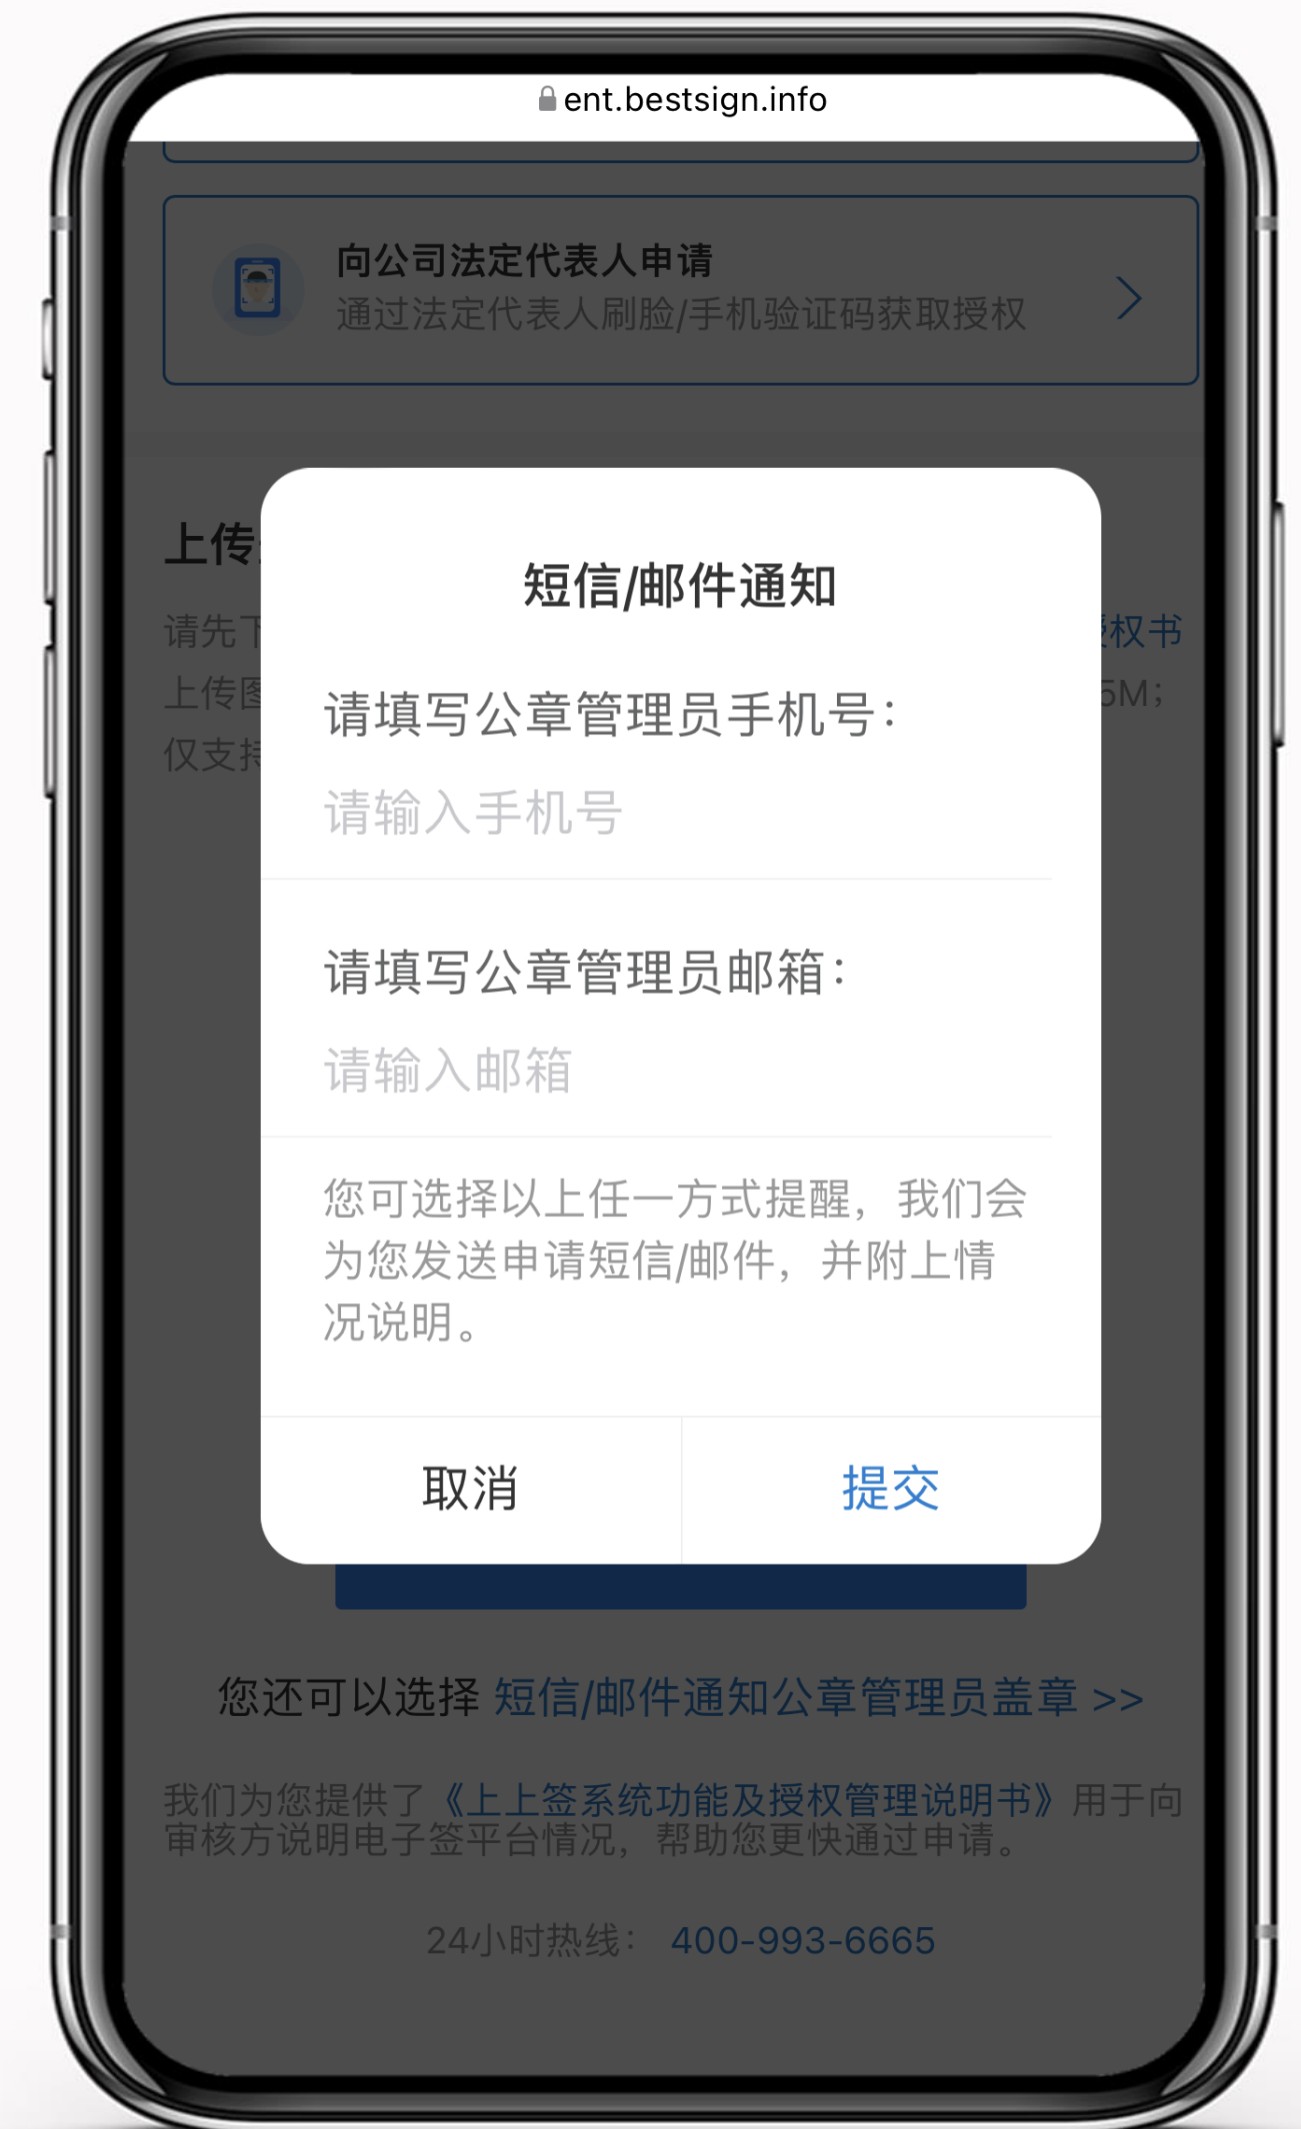 ent.bestsign.info
向公司法定代表人申请
通过法定代表人刷脸/手机验证码获取授权
上传
短信/邮件通知
请先下
权书
请填写公章管理员手机号：
上传图
5M；
仅支持
请输入手机号
请填写公章管理员邮箱：
请输入邮箱
您可选择以上任一方式提醒，我们会
为您发送申请短信/邮件，并附上情
况说明。
取消
提交
您还可以选择 短信/邮件通知公章管理员盖章 >>
我们为您提供了《上上签系统功能及授权管理说明书》用于向
审核方说明电子签平台情况，帮助您更快通过申请。
24小时热线： 400-993-6665